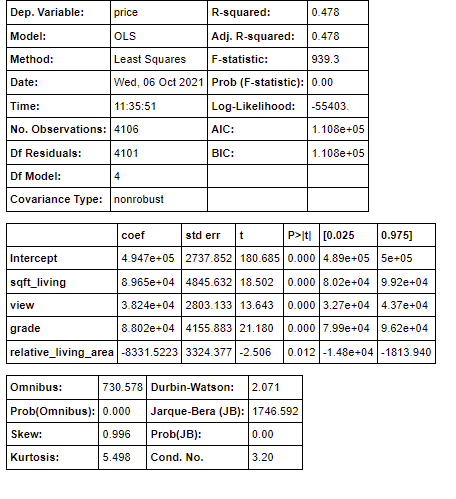 Dep. Variable: price R-squared: 0.478
Model: OLS Adj. R-squared: 0.478
Method: Least Squares F-statistic: 939.3
Date: Wed, 06 Oct 2021 Prob (F-statistic): 0.00
Time: 11:35:51 Log-Likelihood: -55403.
No. Observations: 4106 AIC: 1.108e+05
Df Residuals: 4101 BIC: 1.108e+05
Df Model: 4
Covariance Type: nonrobust
coef std err t P>|t| [0.025 0.975]
Intercept 4.947e+05 2737.852 180.685 0.000 4.89e+05 5e+05
sqft_living 8.965e+04 4845.632 18.502 0.000 8.02e+04 9.92e+04
view 3.824e+04 2803.133 13.643 0.000 3.27e+04 4.37e+04
grade 8.802e+04 4155.883 21.180 0.000 7.99e+04 9.62e+04
relative_living_area -8331.5223 3324.377 -2.506 0.012 -1.48e+04 -1813.940
Omnibus: 730.578 Durbin-Watson: 2.071
Prob(Omnibus): 0.000 Jarque-Bera (JB): 1746.592
Skew: 0.996 Prob(JB): 0.00
Kurtosis: 5.498 Cond. No. 3.20